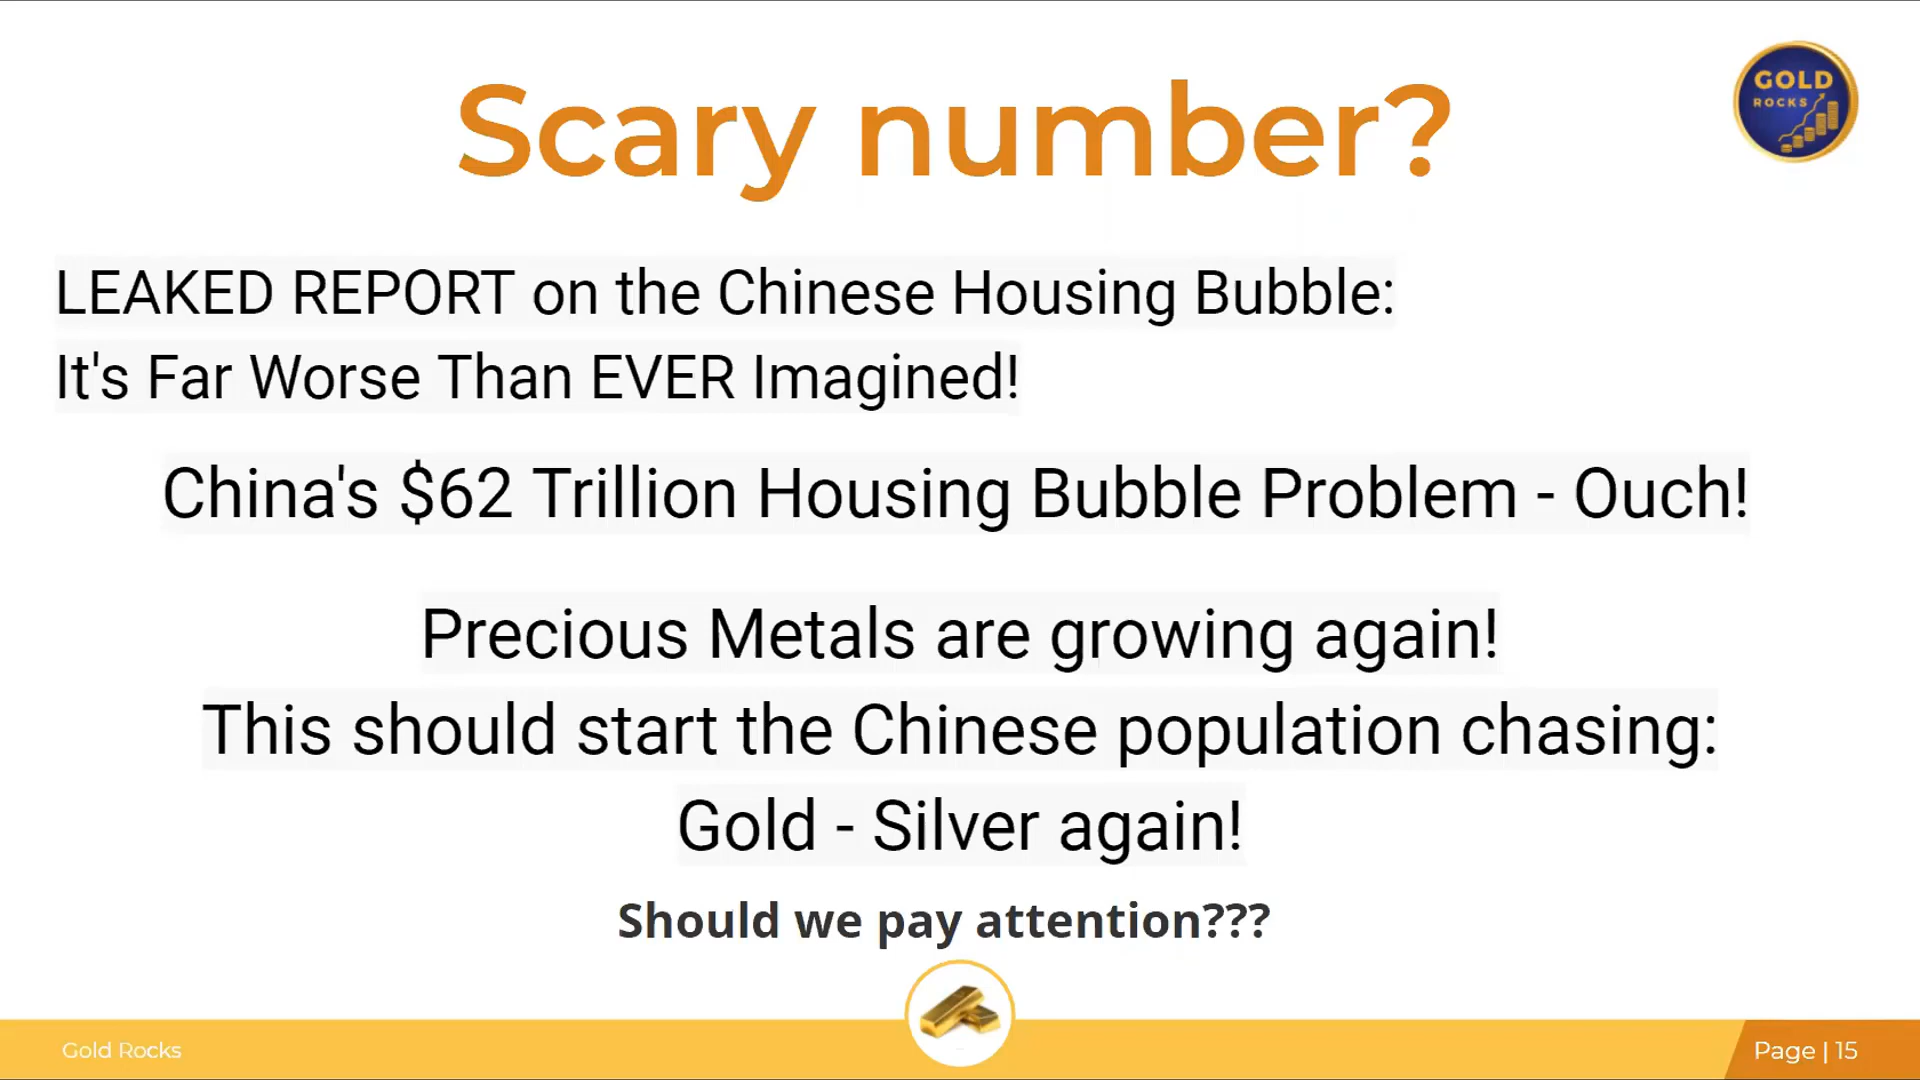 Scary number?
GOLD
ROCKS
LEAKED REPORT on the Chinese Housing Bubble:
It's Far Worse Than EVER Imagined!
China's $62 Trillion Housing Bubble Problem - Ouch!
Precious Metals are growing again!
This should start the Chinese population chasing:
Gold - Silver again!
Should we pay attention???
Gold Rocks
Page | 15